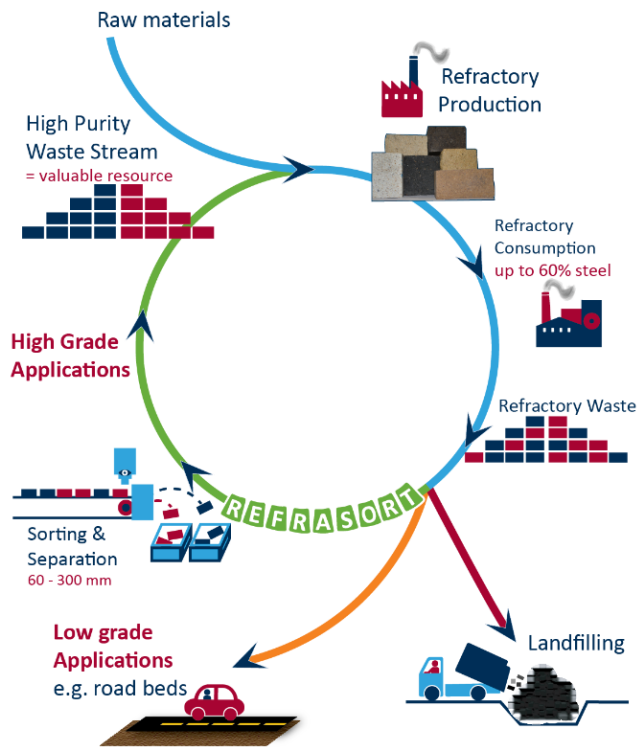 Raw materials
Refractory
Production
High Purity
Waste Stream
= valuable resource
Refractory
Consumption
up to 60% steel
High Grade
Applications
Refractory Waste
REFRASORT
Sorting &
Separation
60 - 300 mm
Low grade
Applications
e.g. road beds
Landfilling